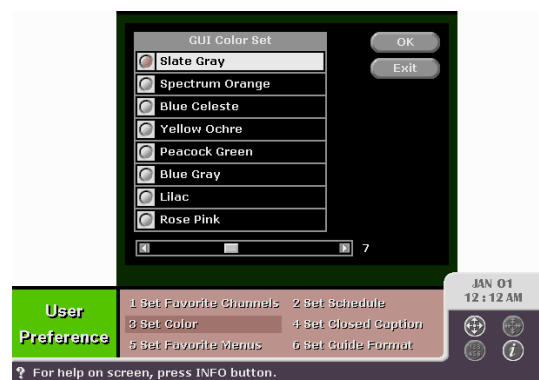 GUI Color Set
OK
Slate Gray
Exit
Spectrum Orange
Blue Celeste
Yellow Ochre
Peacock Green
Blue Gray
Lilac
Rose Pink
7
JAN 01
12 : 12 AM
User
Preference
1 Set Favorite Channels 2 Set Schedule
3 Set Color 4 Set Closed Caption
5 Set Favorite Menus 6 Set Guide Format
? For help on screen, press INFO button.